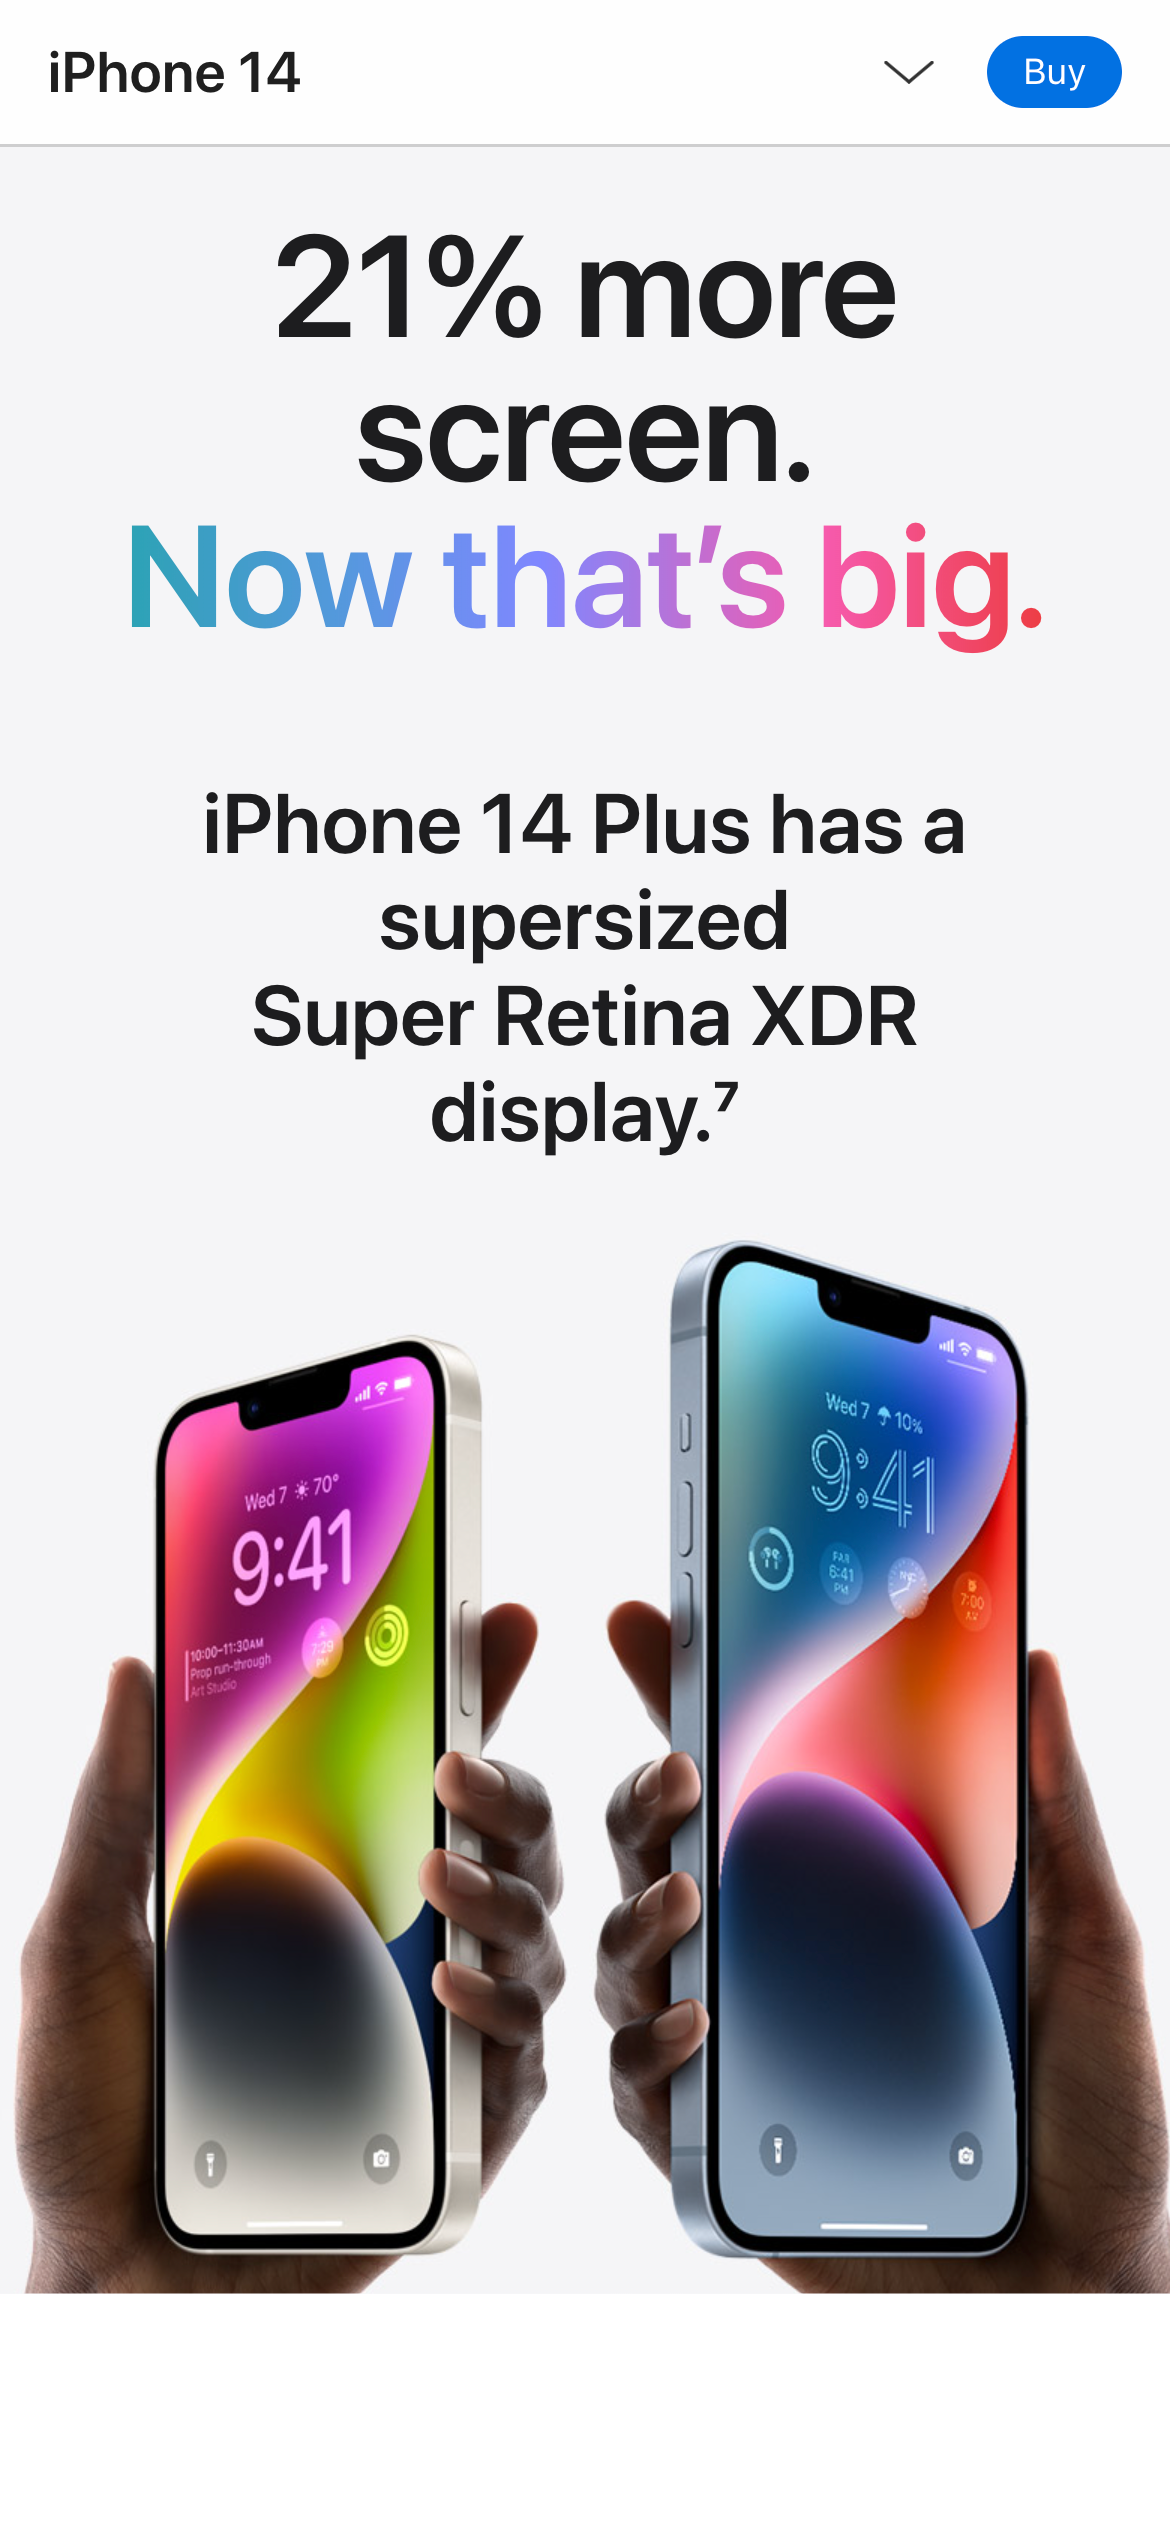 iPhone 14
Buy
21% more
screen.
Now that’s big.
iPhone 14 Plus has a
supersized
Super Retina XDR
display.⁷
Wed 7 70°
9:41
10:00–11:30AM
Prop run-through
Art Studio
7:29
PM
Wed 7 10%
9:41
PAR
6:41
PM
NYC
7:00